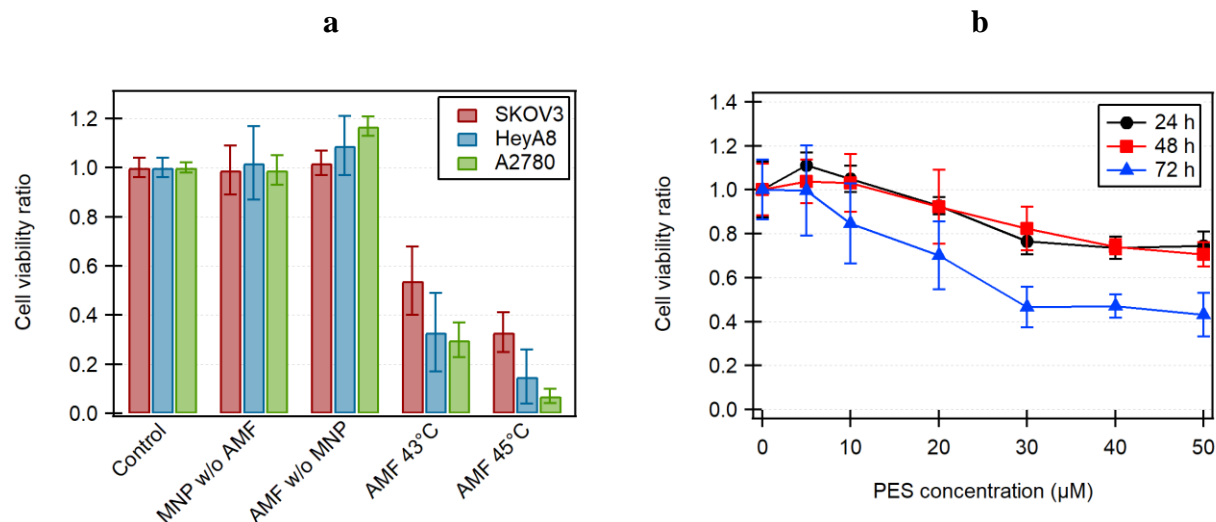 a
Cell viability ratio
1.2
1.0
0.8
0.6
0.4
0.2
0.0
SKOV3
HeyA8
A2780
Control
MNP w/o AMF
AMF w/o MNP
AMF 43°C
AMF 45°C
b
Cell viability ratio
1.4
1.2
1.0
0.8
0.6
0.4
0.2
0.0
24 h
48 h
72 h
0 10 20 30 40 50
PES concentration (µM)